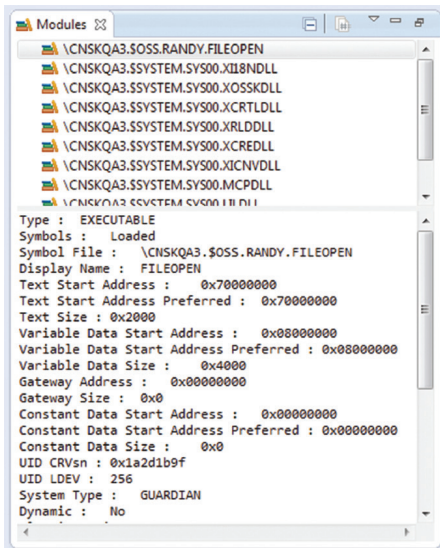 Modules
\CNSKQA3.$OSS.RANDY.FILEOPEN
\CNSKQA3.$SYSTEM.SYS00.XI18NDLL
\CNSKQA3.$SYSTEM.SYS00.XOSSKDLL
\CNSKQA3.$SYSTEM.SYS00.XCRTLDLL
\CNSKQA3.$SYSTEM.SYS00.XRLDDLL
\CNSKQA3.$SYSTEM.SYS00.XCREDLL
\CNSKQA3.$SYSTEM.SYS00.XICNVDLL
\CNSKQA3.$SYSTEM.SYS00.MCPDLL
Type : EXECUTABLE
Symbols : Loaded
Symbol File : \CNSKQA3.$OSS.RANDY.FILEOPEN
Display Name : FILEOPEN
Text Start Address : 0x70000000
Text Start Address Preferred : 0x70000000
Text Size : 0x2000
Variable Data Start Address : 0x08000000
Variable Data Start Address Preferred : 0x08000000
Variable Data Size : 0x4000
Gateway Address : 0x00000000
Gateway Size : 0x0
Constant Data Start Address : 0x00000000
Constant Data Start Address Preferred : 0x00000000
Constant Data Size : 0x0
UID CRVsn : 0x1a2d1b9f
UID LDEV : 256
System Type : GUARDIAN
Dynamic : No